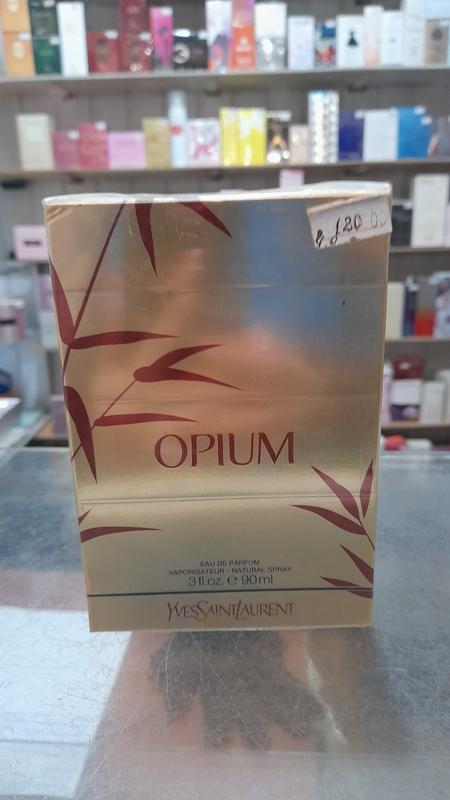 120 00
OPIUM
EAU DE PARFUM
VAPORISATEUR - NATURAL SPRAY
3 fl.oz. e 90 ml
YVESSAINTLAURENT